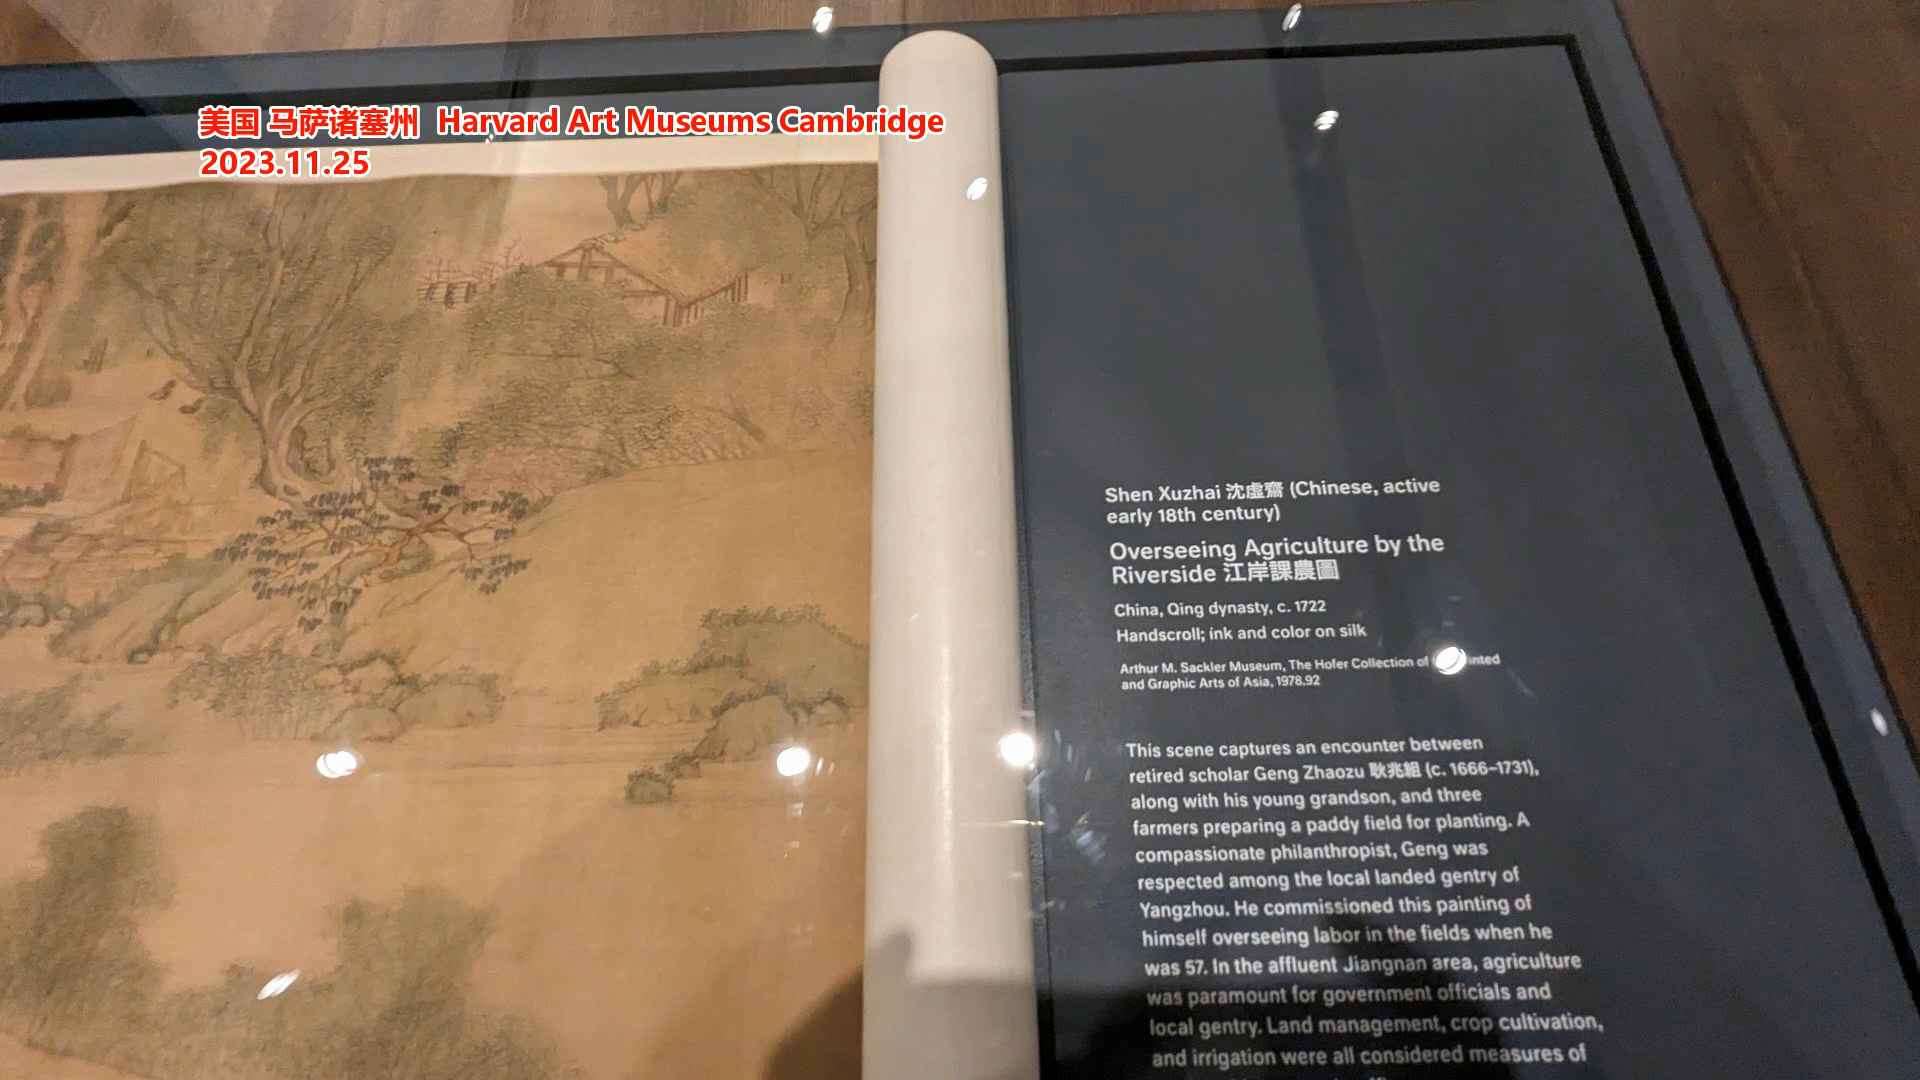 美国 马萨诸塞州 Harvard Art Museums Cambridge
2023.11.25
Shen Xuzhai 沈虛齋 (Chinese, active
early 18th century)
Overseeing Agriculture by the
Riverside 江岸課農圖
China, Qing dynasty, c. 1722
Handscroll; ink and color on silk
Arthur M. Sackler Museum, The Hofer Collection of
and Graphic Arts of Asia, 1978.92
This scene captures an encounter between
retired scholar Geng Zhaozu 耿兆組 (c. 1666–1731),
along with his young grandson, and three
farmers preparing a paddy field for planting. A
compassionate philanthropist, Geng was
respected among the local landed gentry of
Yangzhou. He commissioned this painting of
himself overseeing labor in the fields when he
was 57. In the affluent Jiangnan area, agriculture
was paramount for government officials and
local gentry. Land management, crop cultivation,
and irrigation were all considered measures of